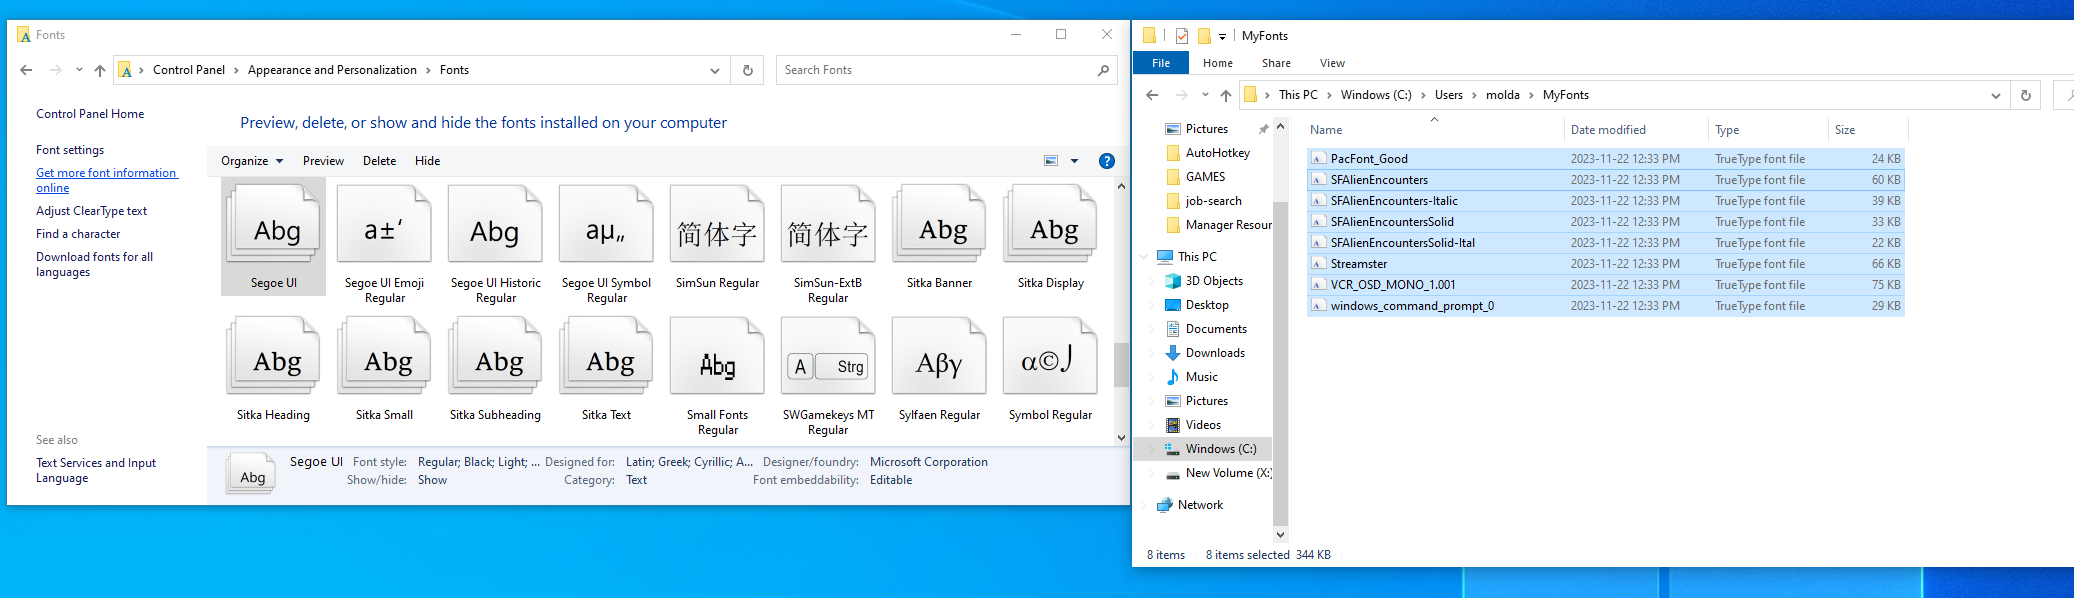 Fonts
Control Panel Appearance and Personalization Fonts
Search Fonts
Control Panel Home
Font settings
Get more font information
online
Adjust ClearType text
Find a character
Download fonts for all
languages
See also
Text Services and Input
Language
Preview, delete, or show and hide the fonts installed on your computer
Organize Preview Delete Hide
Abg a±‘ Abg aµ„ 简体字 简体字 Abg Abg
Segoe UI Segoe UI Emoji Segoe UI Historic Segoe UI Symbol SimSun Regular SimSun-ExtB Sitka Banner Sitka Display
Regular Regular Regular Regular
Abg Abg Abg Abg Abg A Strg Aβγ α©J
Sitka Heading Sitka Small Sitka Subheading Sitka Text Small Fonts SWGamekeys MT Sylfaen Regular Symbol Regular
Regular Regular
Abg
Segoe UI Font style: Regular; Black; Light; ... Designed for: Latin; Greek; Cyrillic; A... Designer/foundry: Microsoft Corporation
Show/hide: Show Category: Text Font embeddability: Editable
MyFonts
File Home Share View
This PC Windows (C:) Users molda MyFonts
Pictures
AutoHotkey
GAMES
job-search
Manager Resour
This PC
3D Objects
Desktop
Documents
Downloads
Music
Pictures
Videos
Windows (C:)
New Volume (X:)
Network
Name Date modified Type Size
PacFont_Good 2023-11-22 12:33 PM TrueType font file 24 KB
SFAlienEncounters 2023-11-22 12:33 PM TrueType font file 60 KB
SFAlienEncounters-Italic 2023-11-22 12:33 PM TrueType font file 39 KB
SFAlienEncountersSolid 2023-11-22 12:33 PM TrueType font file 33 KB
SFAlienEncountersSolid-Ital 2023-11-22 12:33 PM TrueType font file 22 KB
Streamster 2023-11-22 12:33 PM TrueType font file 66 KB
VCR_OSD_MONO_1.001 2023-11-22 12:33 PM TrueType font file 75 KB
windows_command_prompt_0 2023-11-22 12:33 PM TrueType font file 29 KB
8 items 8 items selected 344 KB